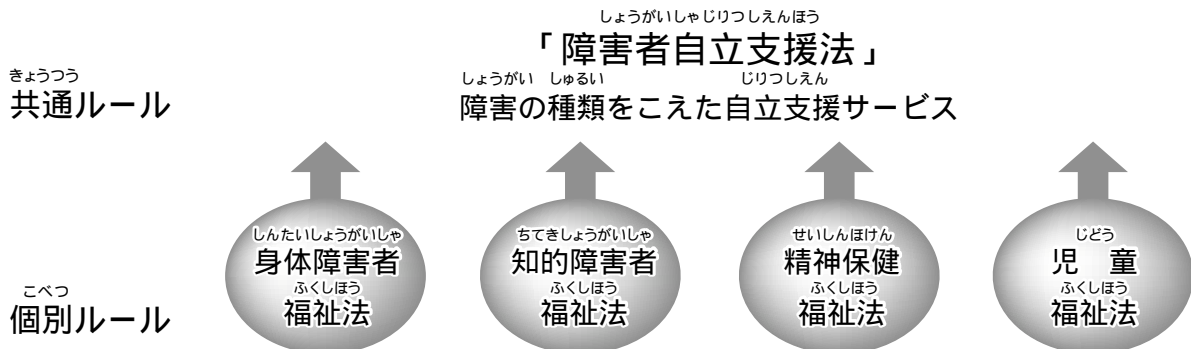 しょうがいしゃじりつしえんほう
「障害者自立支援法」
きょうつう
共通ルール
しょうがい しゅるい じりつしえん
障害の種類をこえた自立支援サービス
しんたいしょうがいしゃ
身体障害者
ふくしほう
福祉法
ちてきしょうがいしゃ
知的障害者
ふくしほう
福祉法
せいしんほけん
精神保健
ふくしほう
福祉法
じどう
児 童
ふくしほう
福祉法
こべつ
個別ルール